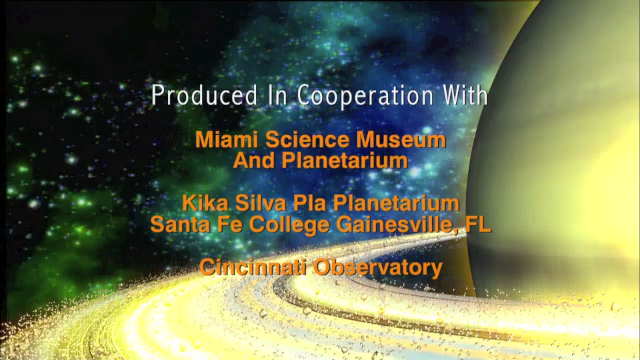 Produced In Cooperation With
Miami Science Museum
And Planetarium
Kika Silva Pla Planetarium
Santa Fe College Gainesville, FL
Cincinnati Observatory